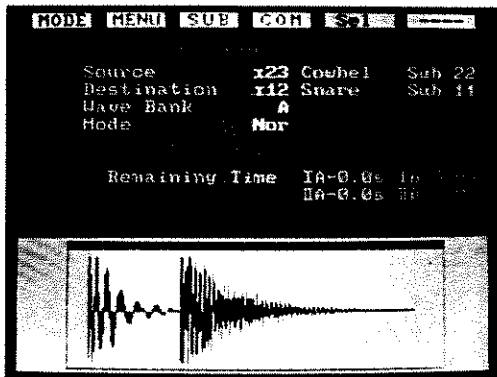 MODE MENU SUB COM Sel
Source x23 Cowbel Sub 22
Destination x12 Snare Sub 11
Wave Bank A
Mode Nor
Remaining Time IA-0.0s
IIA-0.0s